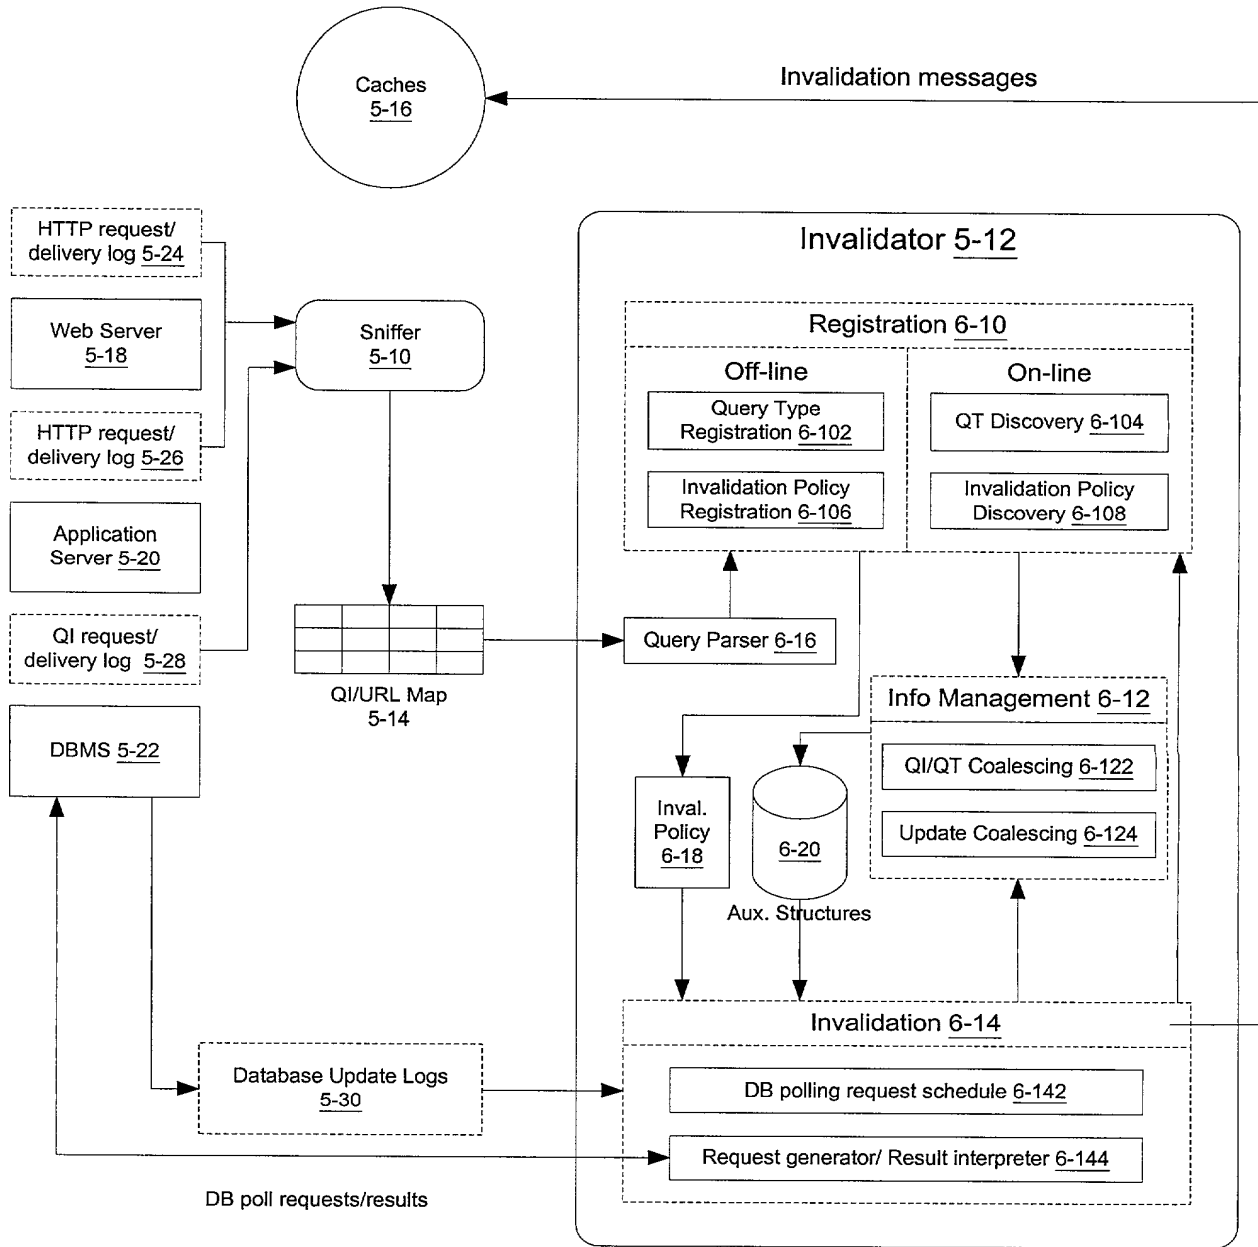 Invalidation messages
Caches
5-16
HTTP request/
delivery log 5-24
Web Server
5-18
HTTP request/
delivery log 5-26
Application
Server 5-20
QI request/
delivery log 5-28
DBMS 5-22
Sniffer
5-10
QI/URL Map
5-14
Database Update Logs
5-30
DB poll requests/results
Invalidator 5-12
Registration 6-10
Off-line
Query Type
Registration 6-102
Invalidation Policy
Registration 6-106
On-line
QT Discovery 6-104
Invalidation Policy
Discovery 6-108
Query Parser 6-16
Info Management 6-12
QI/QT Coalescing 6-122
Update Coalescing 6-124
Inval.
Policy
6-18
6-20
Aux. Structures
Invalidation 6-14
DB polling request schedule 6-142
Request generator/ Result interpreter 6-144